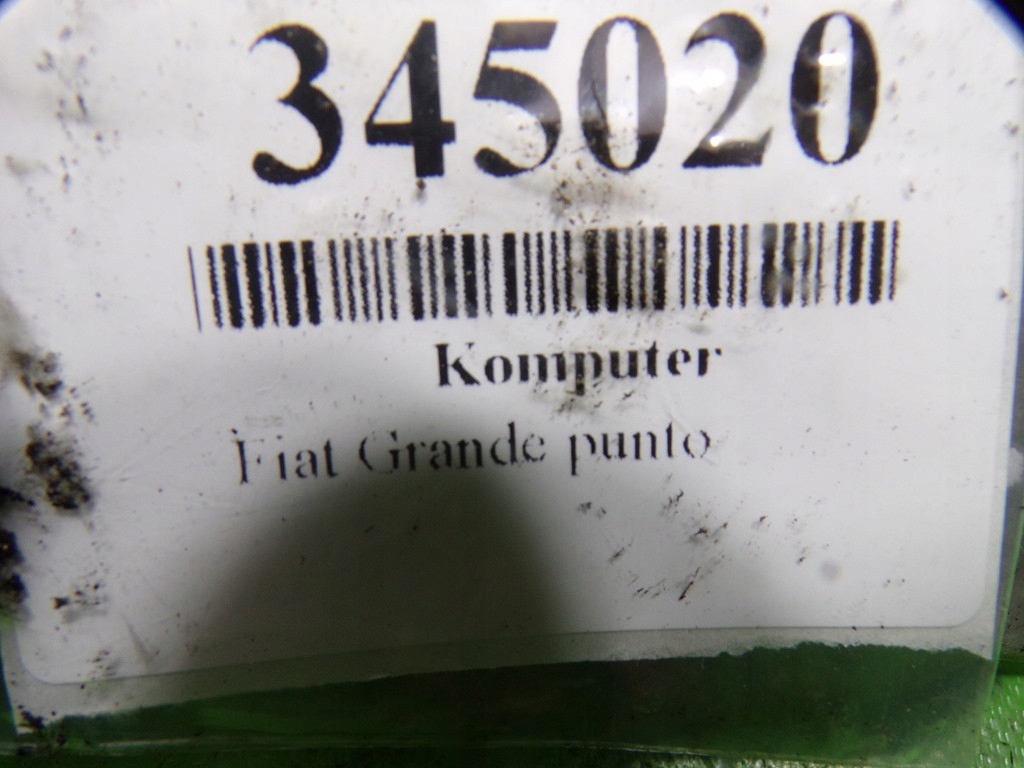 345020
Komputer
Fiat Grande punto